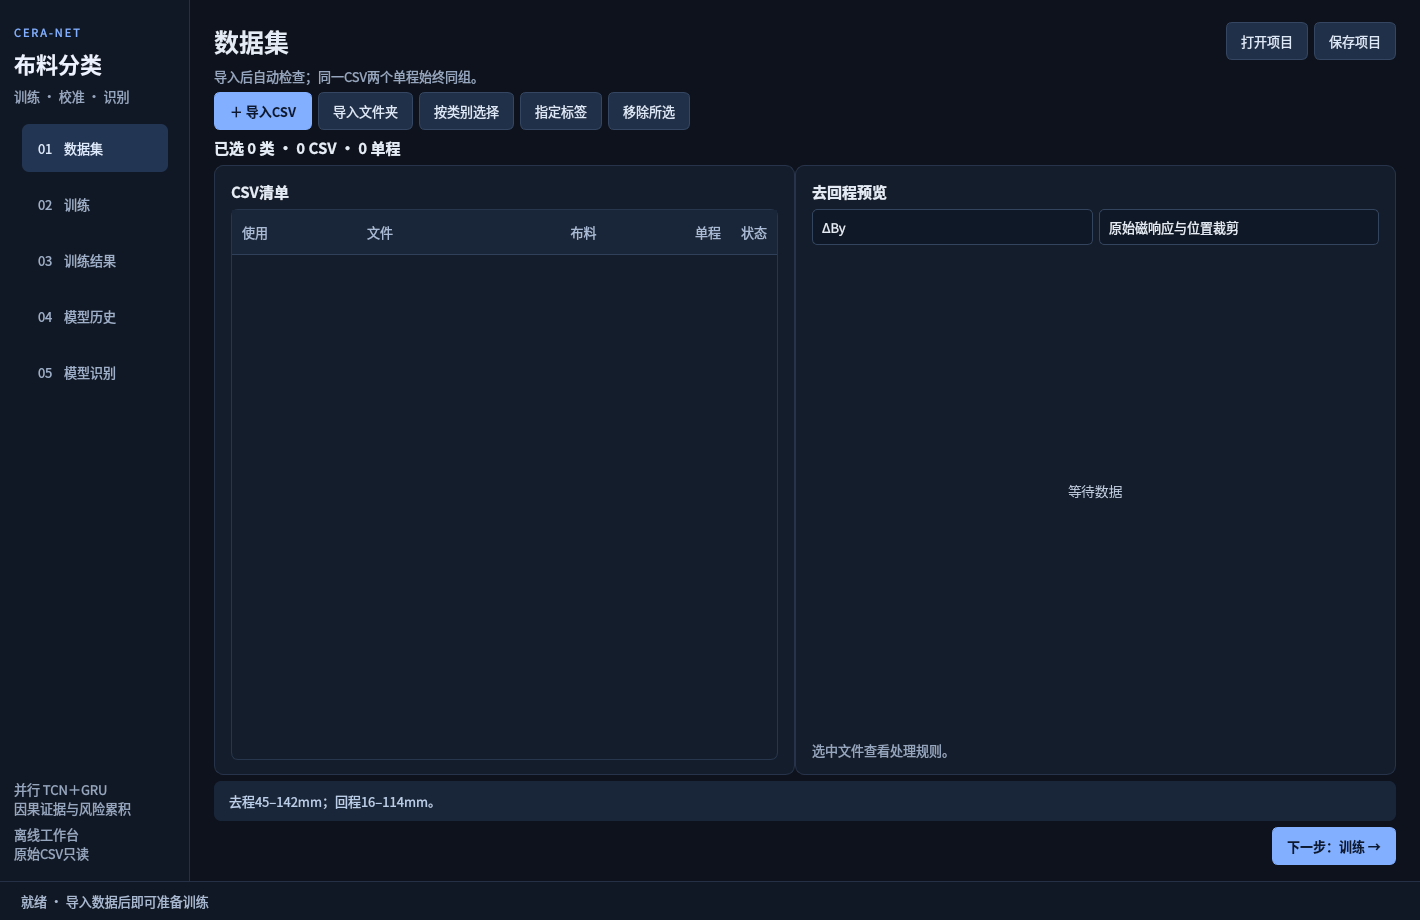 CERA-NET
布料分类
训练 · 校准 · 识别
01 数据集
02 训练
03 训练结果
04 模型历史
05 模型识别
并行 TCN＋GRU
因果证据与风险累积
离线工作台
原始CSV只读
数据集
导入后自动检查；同一CSV两个单程始终同组。
打开项目
保存项目
＋ 导入CSV
导入文件夹
按类别选择
指定标签
移除所选
已选 0 类 · 0 CSV · 0 单程
CSV清单
使用 文件 布料 单程 状态
去回程预览
ΔBy
原始磁响应与位置裁剪
等待数据
选中文件查看处理规则。
去程45–142mm；回程16–114mm。
下一步：训练 →
就绪 · 导入数据后即可准备训练